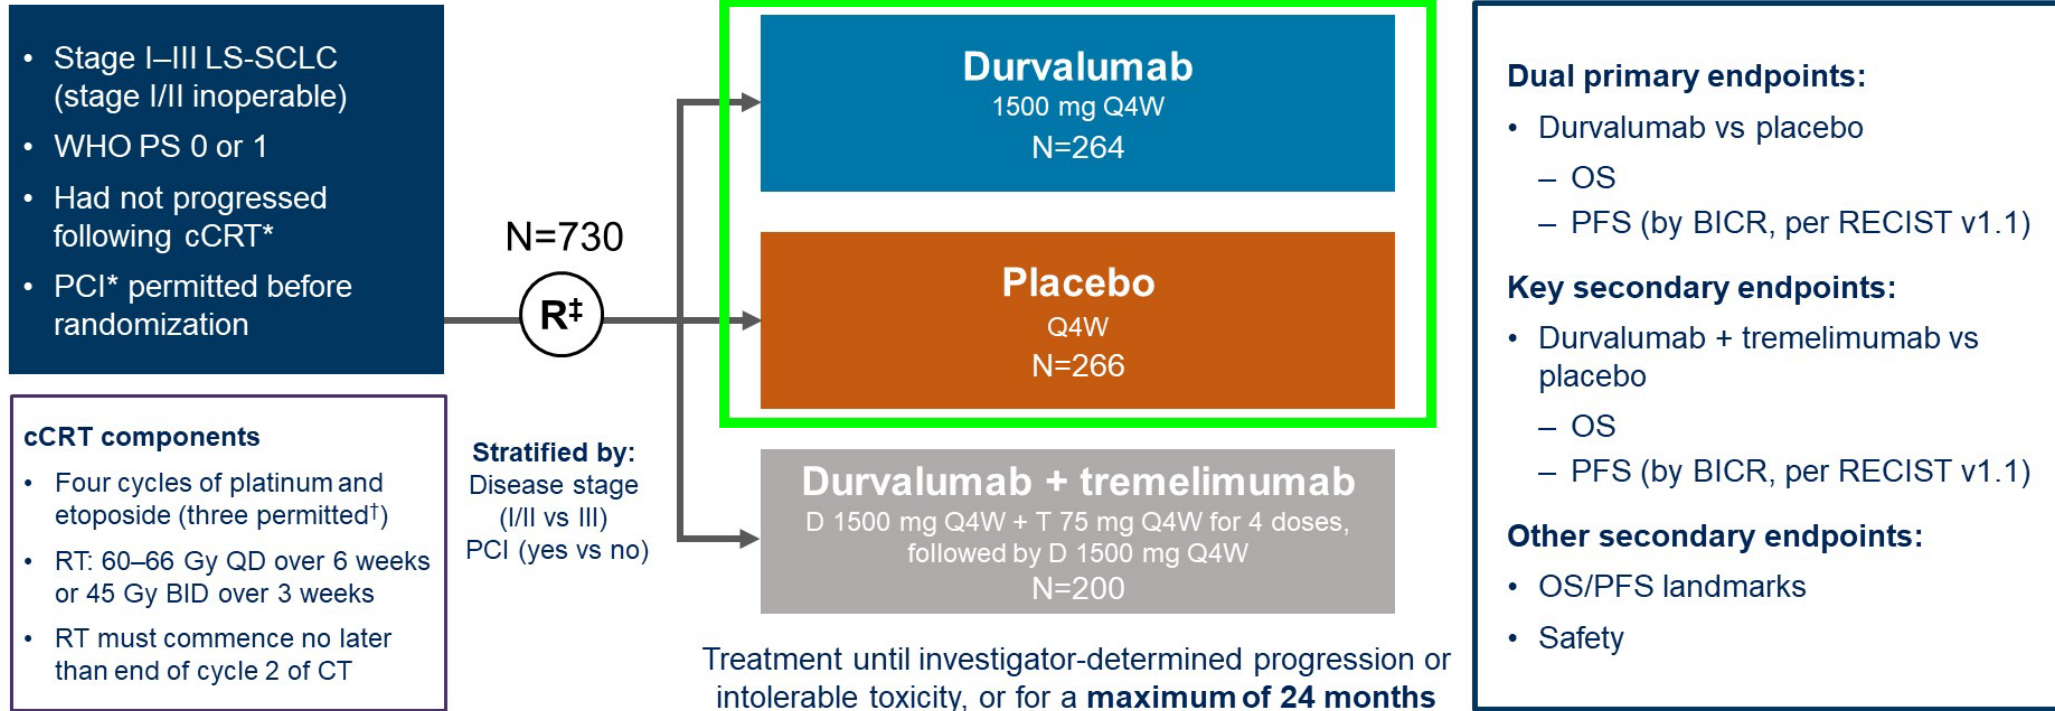 • Stage I–III LS-SCLC
(stage I/II inoperable)
• WHO PS 0 or 1
• Had not progressed
following cCRT*
• PCI* permitted before
randomization
cCRT components
• Four cycles of platinum and
etoposide (three permitted†)
• RT: 60–66 Gy QD over 6 weeks
or 45 Gy BID over 3 weeks
• RT must commence no later
than end of cycle 2 of CT
N=730
R‡
Stratified by:
Disease stage
(I/II vs III)
PCI (yes vs no)
Durvalumab
1500 mg Q4W
N=264
Placebo
Q4W
N=266
Durvalumab + tremelimumab
D 1500 mg Q4W + T 75 mg Q4W for 4 doses,
followed by D 1500 mg Q4W
N=200
Treatment until investigator-determined progression or
intolerable toxicity, or for a maximum of 24 months
Dual primary endpoints:
• Durvalumab vs placebo
– OS
– PFS (by BICR, per RECIST v1.1)
Key secondary endpoints:
• Durvalumab + tremelimumab vs
placebo
– OS
– PFS (by BICR, per RECIST v1.1)
Other secondary endpoints:
• OS/PFS landmarks
• Safety